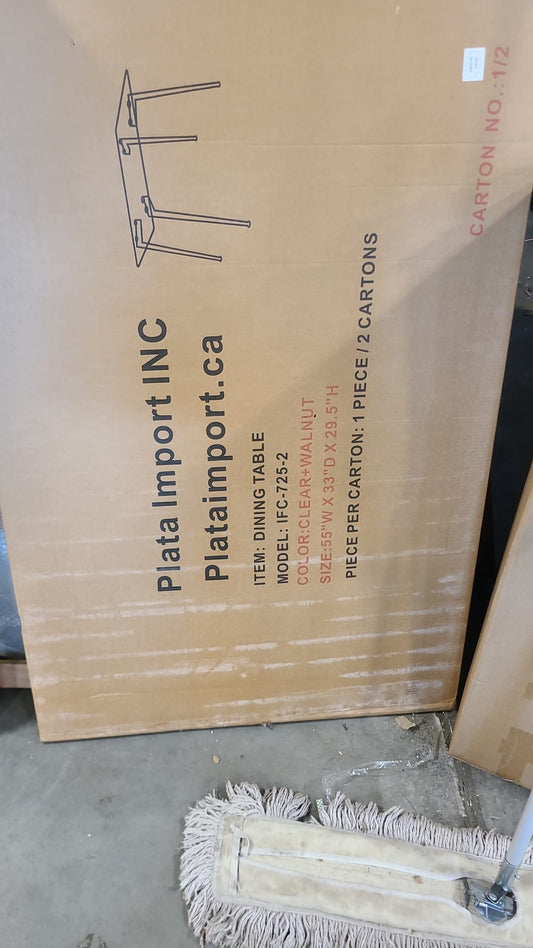 Plata Import INC
Plataimport.ca
ITEM: DINING TABLE
MODEL: IFC-725-2
COLOR:CLEAR+WALNUT
SIZE:55"W X 33"D X 29.5"H
PIECE PER CARTON: 1 PIECE / 2 CARTONS
CARTON NO.:1/2